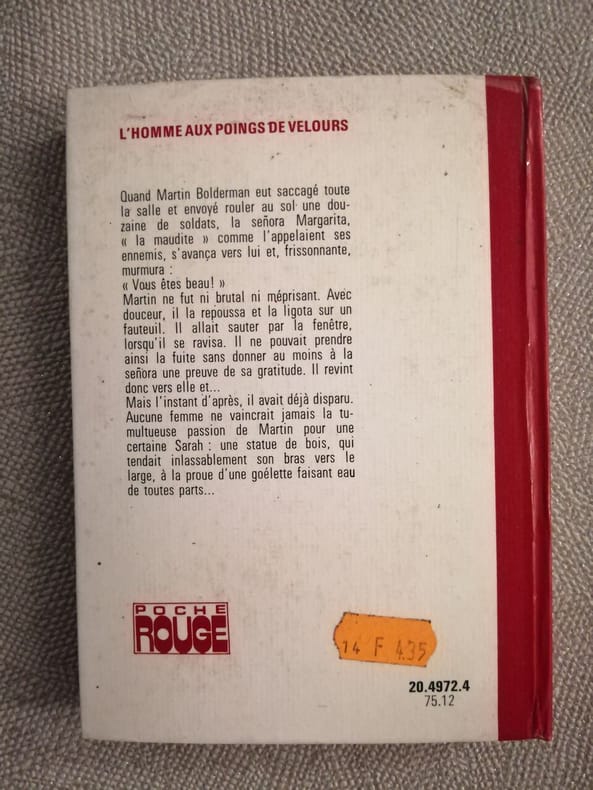 L'HOMME AUX POINGS DE VELOURS
Quand Martin Bolderman eut saccagé toute
la salle et envoyé rouler au sol une dou-
zaine de soldats, la señora Margarita,
« la maudite » comme l'appelaient ses
ennemis, s'avança vers lui et, frissonnante,
murmura :
« Vous êtes beau! »
Martin ne fut ni brutal ni méprisant. Avec
douceur, il la repoussa et la ligota sur un
fauteuil. Il allait sauter par la fenêtre,
lorsqu'il se ravisa. Il ne pouvait prendre
ainsi la fuite sans donner au moins à la
señora une preuve de sa gratitude. Il revint
donc vers elle et...
Mais l'instant d'après, il avait déjà disparu.
Aucune femme ne vaincrait jamais la tu-
multueuse passion de Martin pour une
certaine Sarah : une statue de bois, qui
tendait inlassablement son bras vers le
large, à la proue d'une goélette faisant eau
de toutes parts...
POCHE
ROUGE
14 F 4.35
20.4972.4
75.12